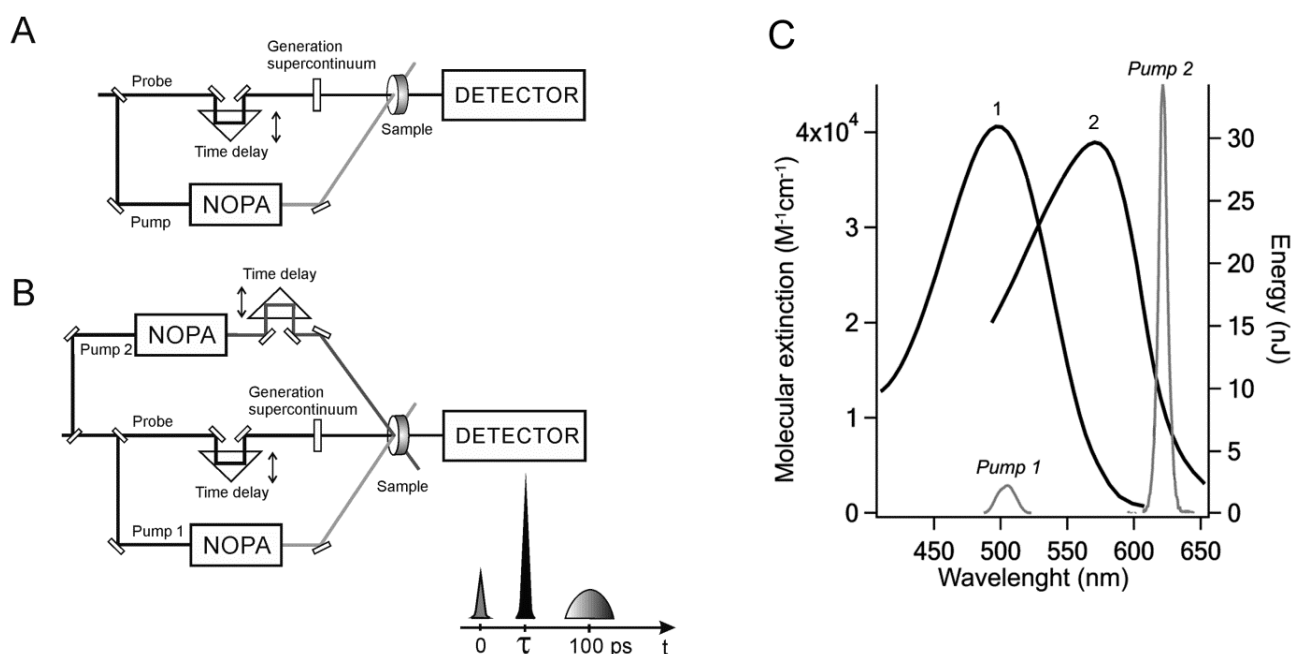 A
Probe
Generation
supercontinuum
Time delay
Sample
DETECTOR
Pump
NOPA
B
Time delay
Pump 2
NOPA
Probe
Generation
supercontinuum
Time delay
Sample
DETECTOR
Pump 1
NOPA
0
τ
100 ps
t
C
Pump 2
1
2
Pump 1
Molecular extinction (M⁻¹cm⁻¹)
4x10⁴
3
2
1
0
Energy (nJ)
30
25
20
15
10
5
0
450 500 550 600 650
Wavelenght (nm)